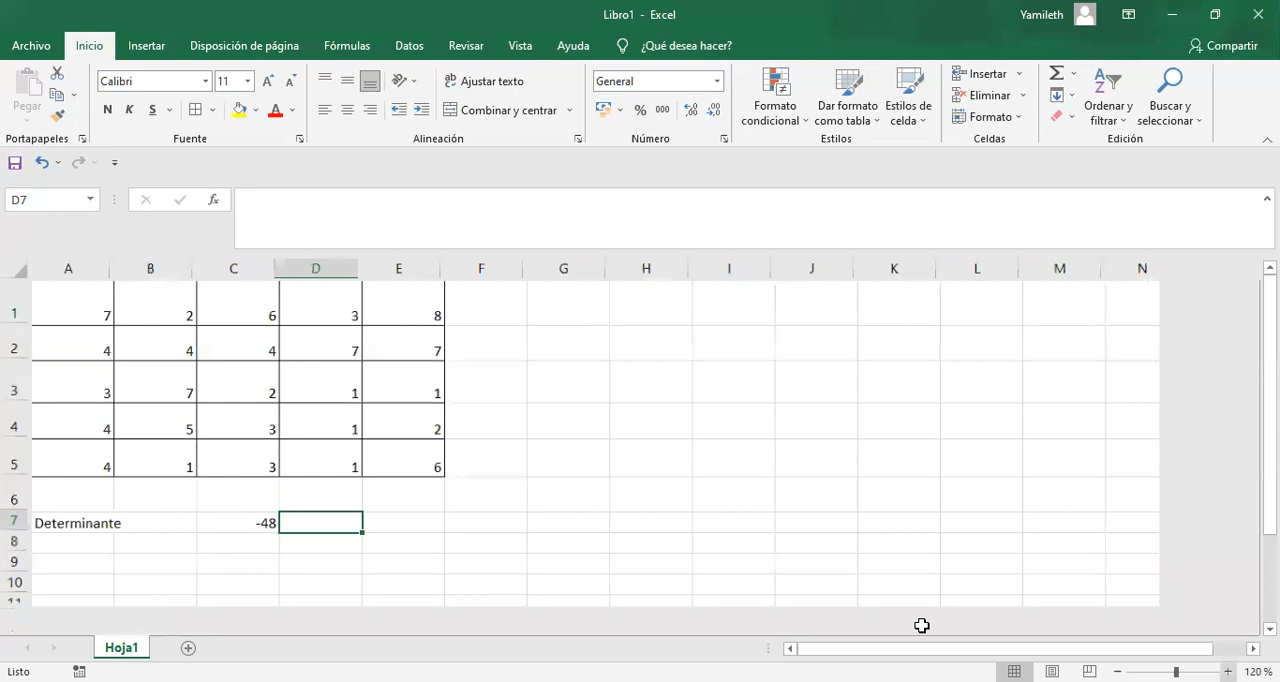 Libro1 - Excel
Yamileth
Archivo Inicio Insertar Disposición de página Fórmulas Datos Revisar Vista Ayuda ¿Qué desea hacer? Compartir
Pegar
Calibri 11
N K S
Ajustar texto
Combinar y centrar
General
% 000
Formato condicional
Dar formato como tabla
Estilos de celda
Insertar
Eliminar
Formato
Ordenar y filtrar
Buscar y seleccionar
Portapapeles Fuente Alineación Número Estilos Celdas Edición
D7 fx
A B C D E F G H I J K L M N
1 7 2 6 3 8
2 4 4 4 7 7
3 3 7 2 1 1
4 4 5 3 1 2
5 4 1 3 1 6
6
7 Determinante -48
8
9
10
11
Hoja1
Listo 120 %